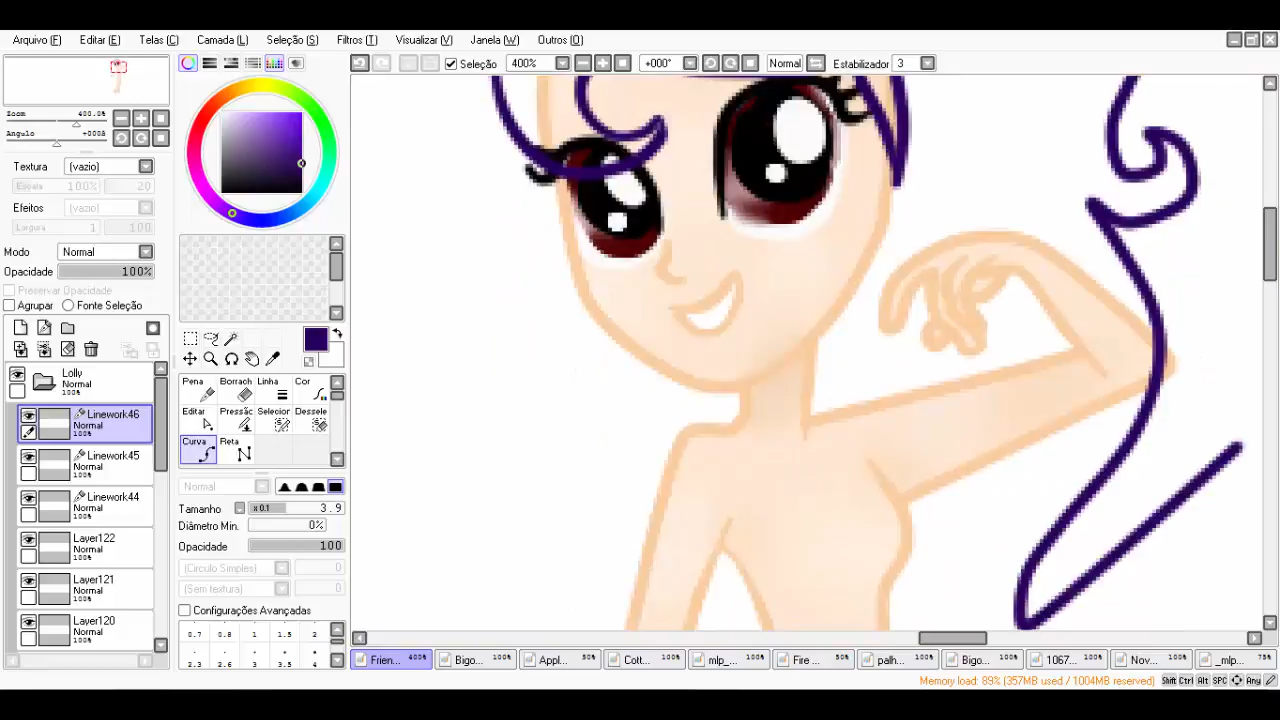 Arquivo (F) Editar (E) Telas (C) Camada (L) Seleção (S) Filtros (T) Visualizar (V) Janela (W) Outros (O)
Seleção 400% +000° Normal Estabilizador 3
Zoom 400.0%
Angulo +000ª
Textura (vazio)
Escala 100% 20
Efeitos (vazio)
Largura 1 100
Modo Normal
Opacidade 100%
Preservar Opacidade
Agrupar Fonte Seleção
Lolly
Normal
100%
Linework46
Normal
100%
Linework45
Normal
100%
Linework44
Normal
100%
Layer122
Normal
100%
Layer121
Normal
100%
Layer120
Normal
100%
Pena Borrach Linha Cor
Editar Pressãc Selecior Dessele
Curva Reta
Normal
Tamanho x 0.1 3.9
Diâmetro Min. 0%
Opacidade 100
(Circulo Simples) 0
(Sem textura) 0
Configurações Avançadas
0.7 0.8 1 1.5 2
2.3 2.6 3 3.5 4
Frien... 400% Bigo... 100% Appl... 50% Cott... 100% mlp_... 100% Fire ... 50% palh... 100% Bigo... 100% 1067... 100% Nov... 100% _mlp... 75%
Memory load: 89% (357MB used / 1004MB reserved) Shift Ctrl Alt SPC Any